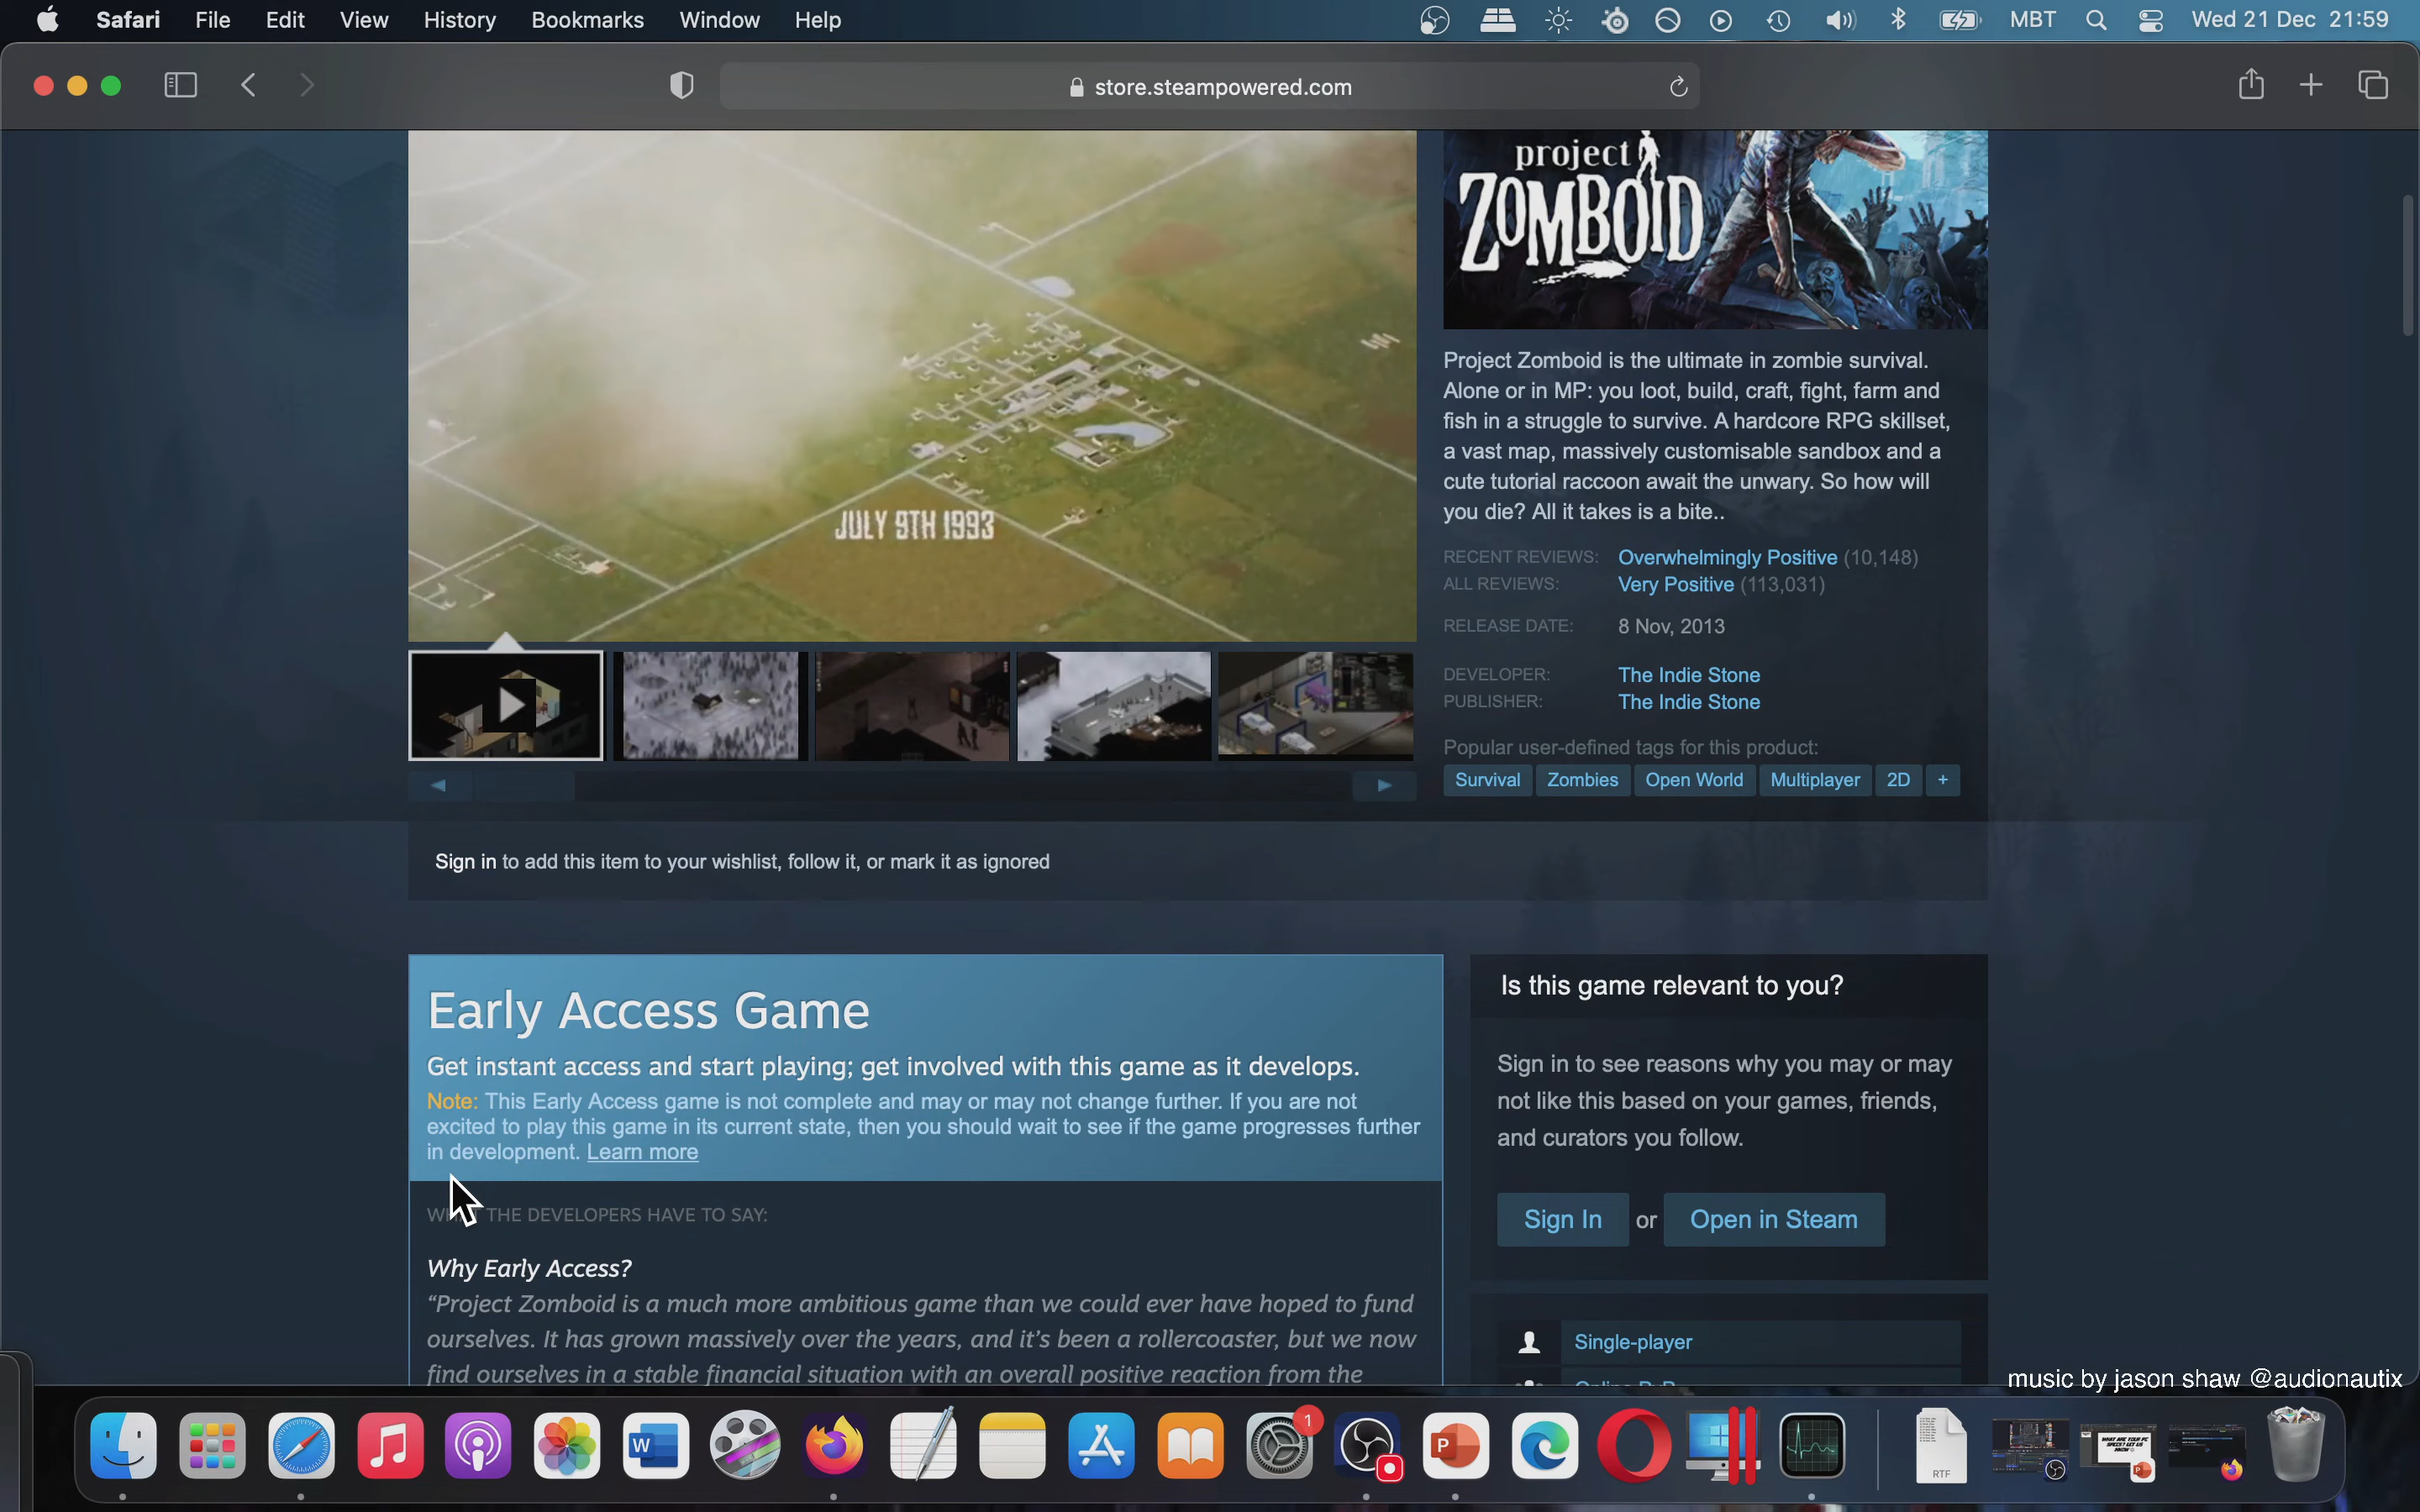 Safari File Edit View History Bookmarks Window Help MBT Wed 21 Dec 21:59
store.steampowered.com
project
ZOMBOID
JULY 9TH 1993
Project Zomboid is the ultimate in zombie survival.
Alone or in MP: you loot, build, craft, fight, farm and
fish in a struggle to survive. A hardcore RPG skillset,
a vast map, massively customisable sandbox and a
cute tutorial raccoon await the unwary. So how will
you die? All it takes is a bite..
RECENT REVIEWS: Overwhelmingly Positive (10,148)
ALL REVIEWS: Very Positive (113,031)
RELEASE DATE: 8 Nov, 2013
DEVELOPER: The Indie Stone
PUBLISHER: The Indie Stone
Popular user-defined tags for this product:
Survival Zombies Open World Multiplayer 2D +
Sign in to add this item to your wishlist, follow it, or mark it as ignored
Early Access Game
Get instant access and start playing; get involved with this game as it develops.
Note: This Early Access game is not complete and may or may not change further. If you are not
excited to play this game in its current state, then you should wait to see if the game progresses further
in development. Learn more
THE DEVELOPERS HAVE TO SAY:
Why Early Access?
“Project Zomboid is a much more ambitious game than we could ever have hoped to fund
ourselves. It has grown massively over the years, and it’s been a rollercoaster, but we now
find ourselves in a stable financial situation with an overall positive reaction from the
Is this game relevant to you?
Sign in to see reasons why you may or may
not like this based on your games, friends,
and curators you follow.
Sign In or Open in Steam
Single-player
music by jason shaw @audionautix
W
1
P
RTF
WHAT ARE YOUR PC
SPECS? LET US
KNOW